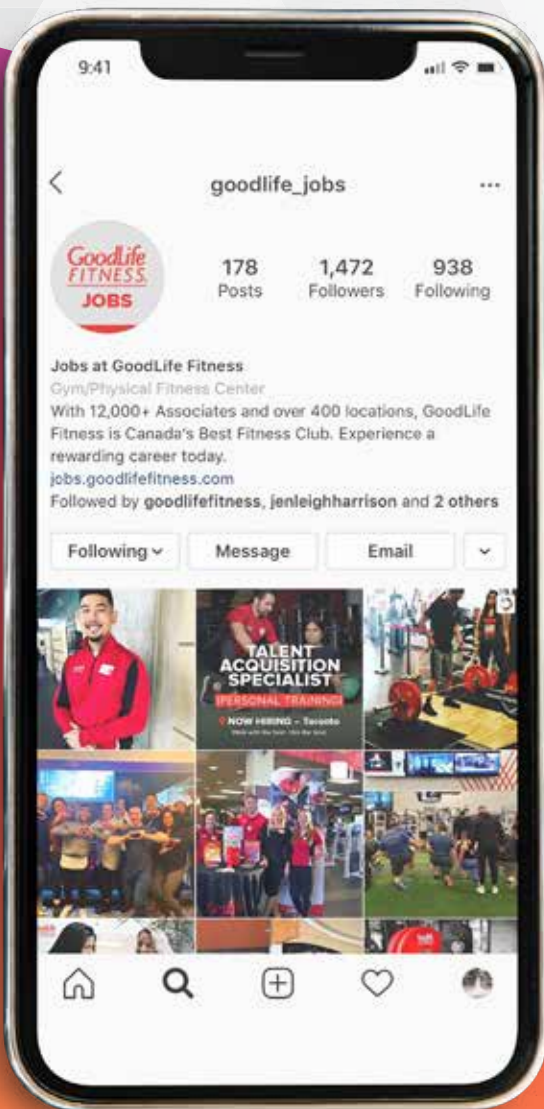 9:41
goodlife_jobs
GoodLife
FITNESS.
JOBS
178
Posts
1,472
Followers
938
Following
Jobs at GoodLife Fitness
Gym/Physical Fitness Center
With 12,000+ Associates and over 400 locations, GoodLife
Fitness is Canada's Best Fitness Club. Experience a
rewarding career today.
jobs.goodlifefitness.com
Followed by goodlifefitness, jenleighharrison and 2 others
Following
Message
Email
TALENT
ACQUISITION
SPECIALIST
[PERSONAL TRAINING]
NOW HIRING – Toronto